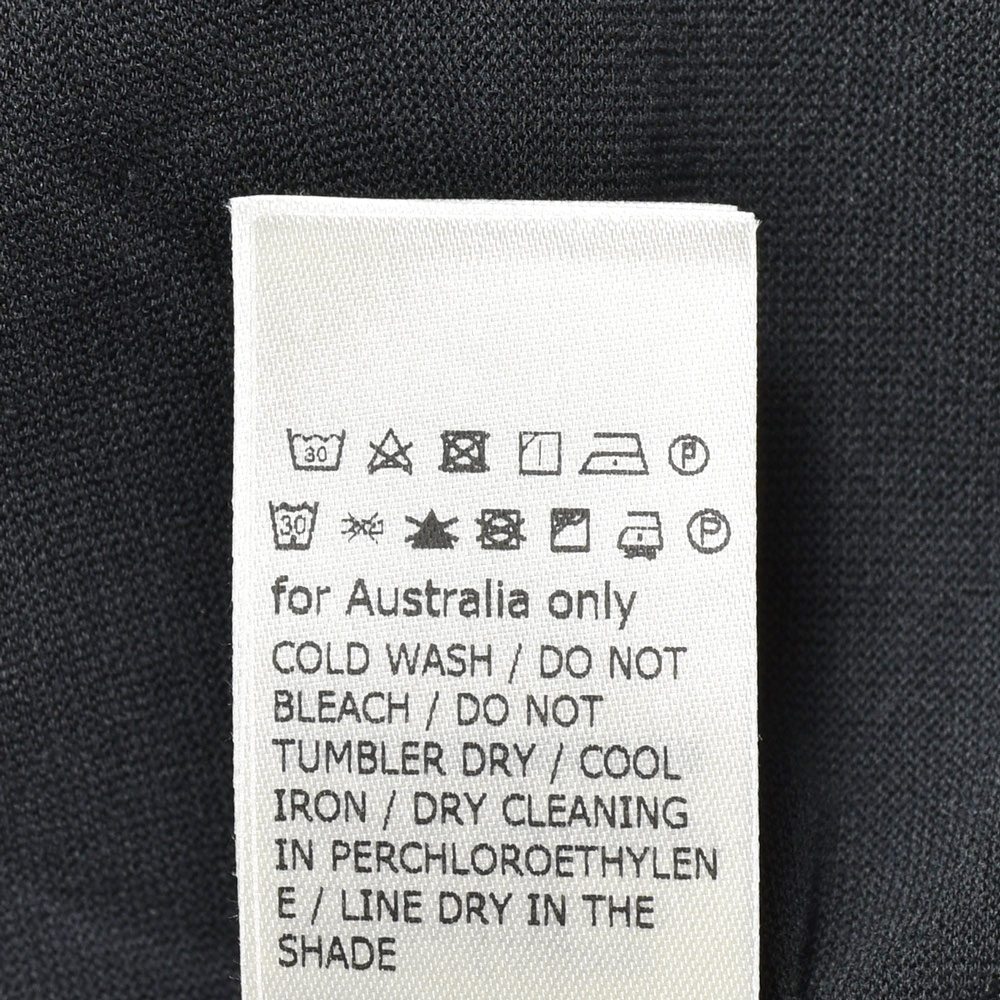 30 P
30 P
for Australia only
COLD WASH / DO NOT
BLEACH / DO NOT
TUMBLER DRY / COOL
IRON / DRY CLEANING
IN PERCHLOROETHYLEN
E / LINE DRY IN THE
SHADE